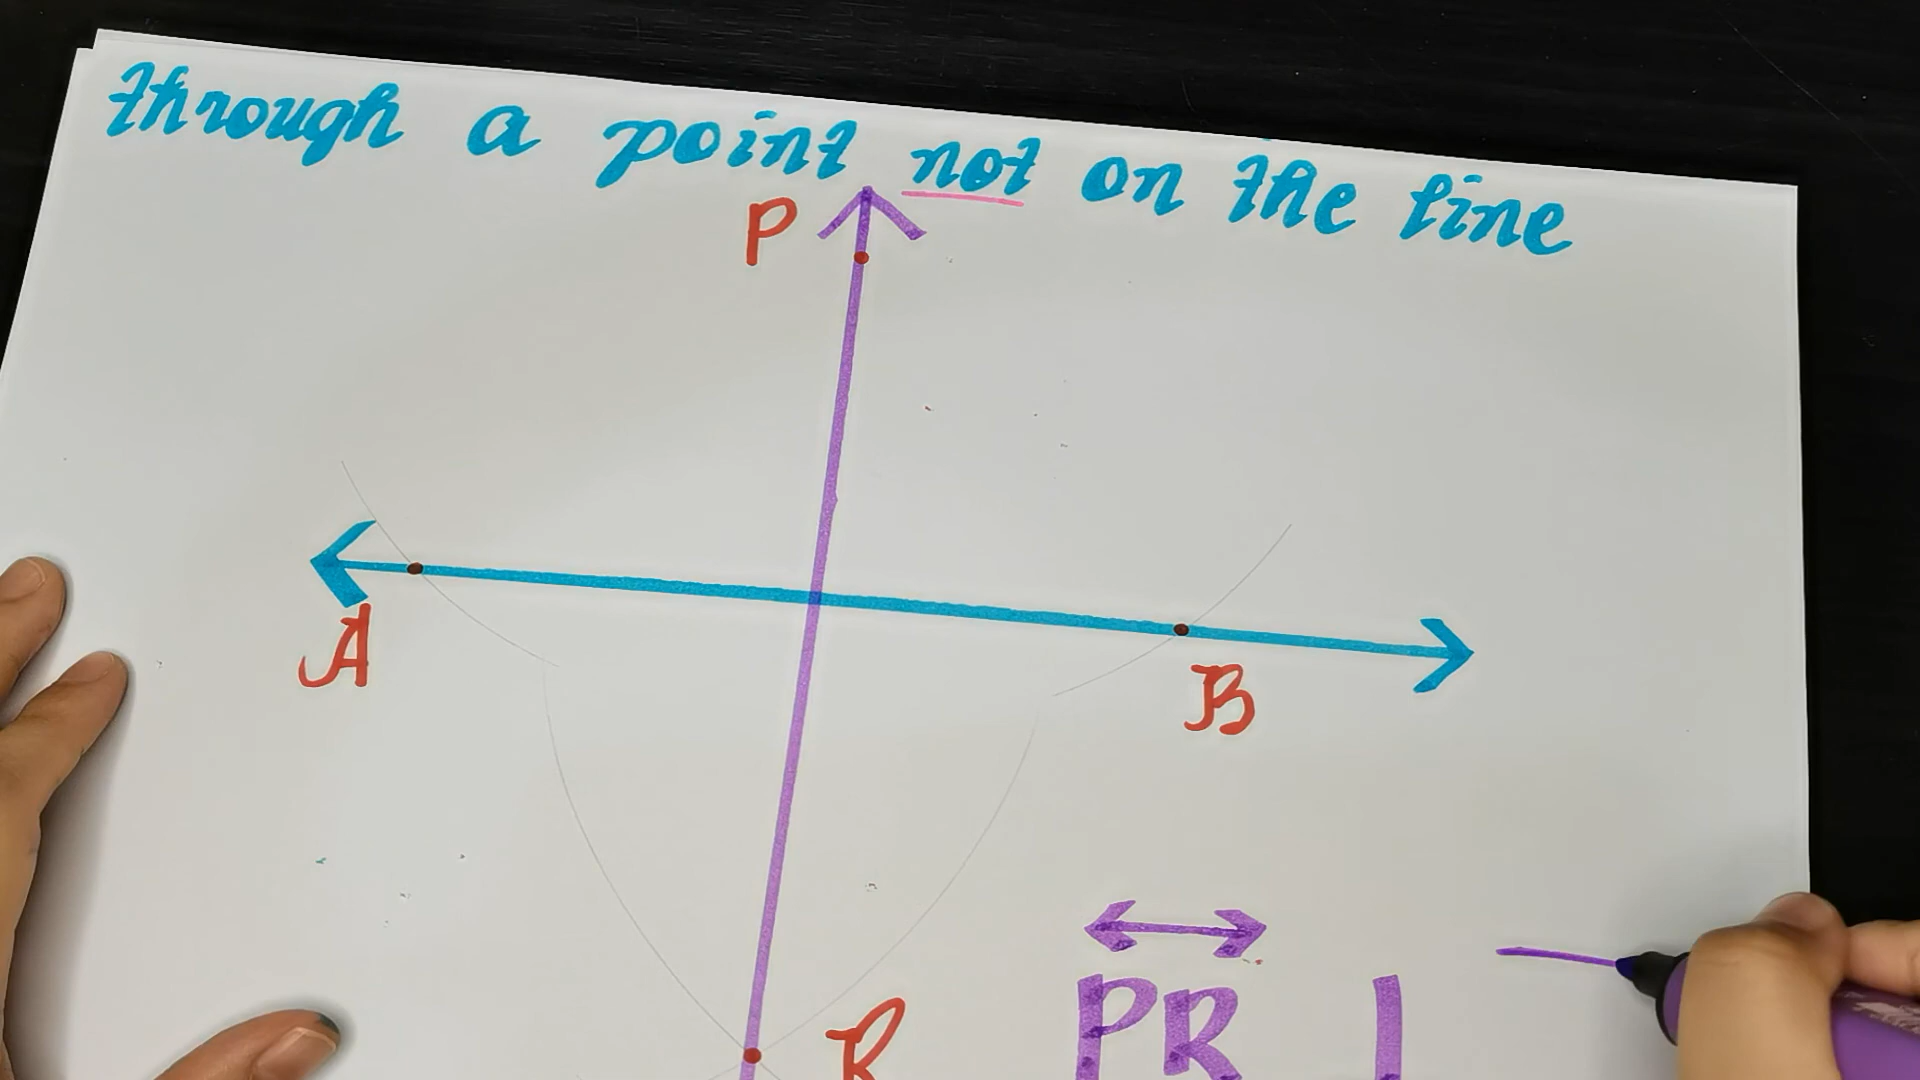 through a point not on the line
P
A
B
R
PR